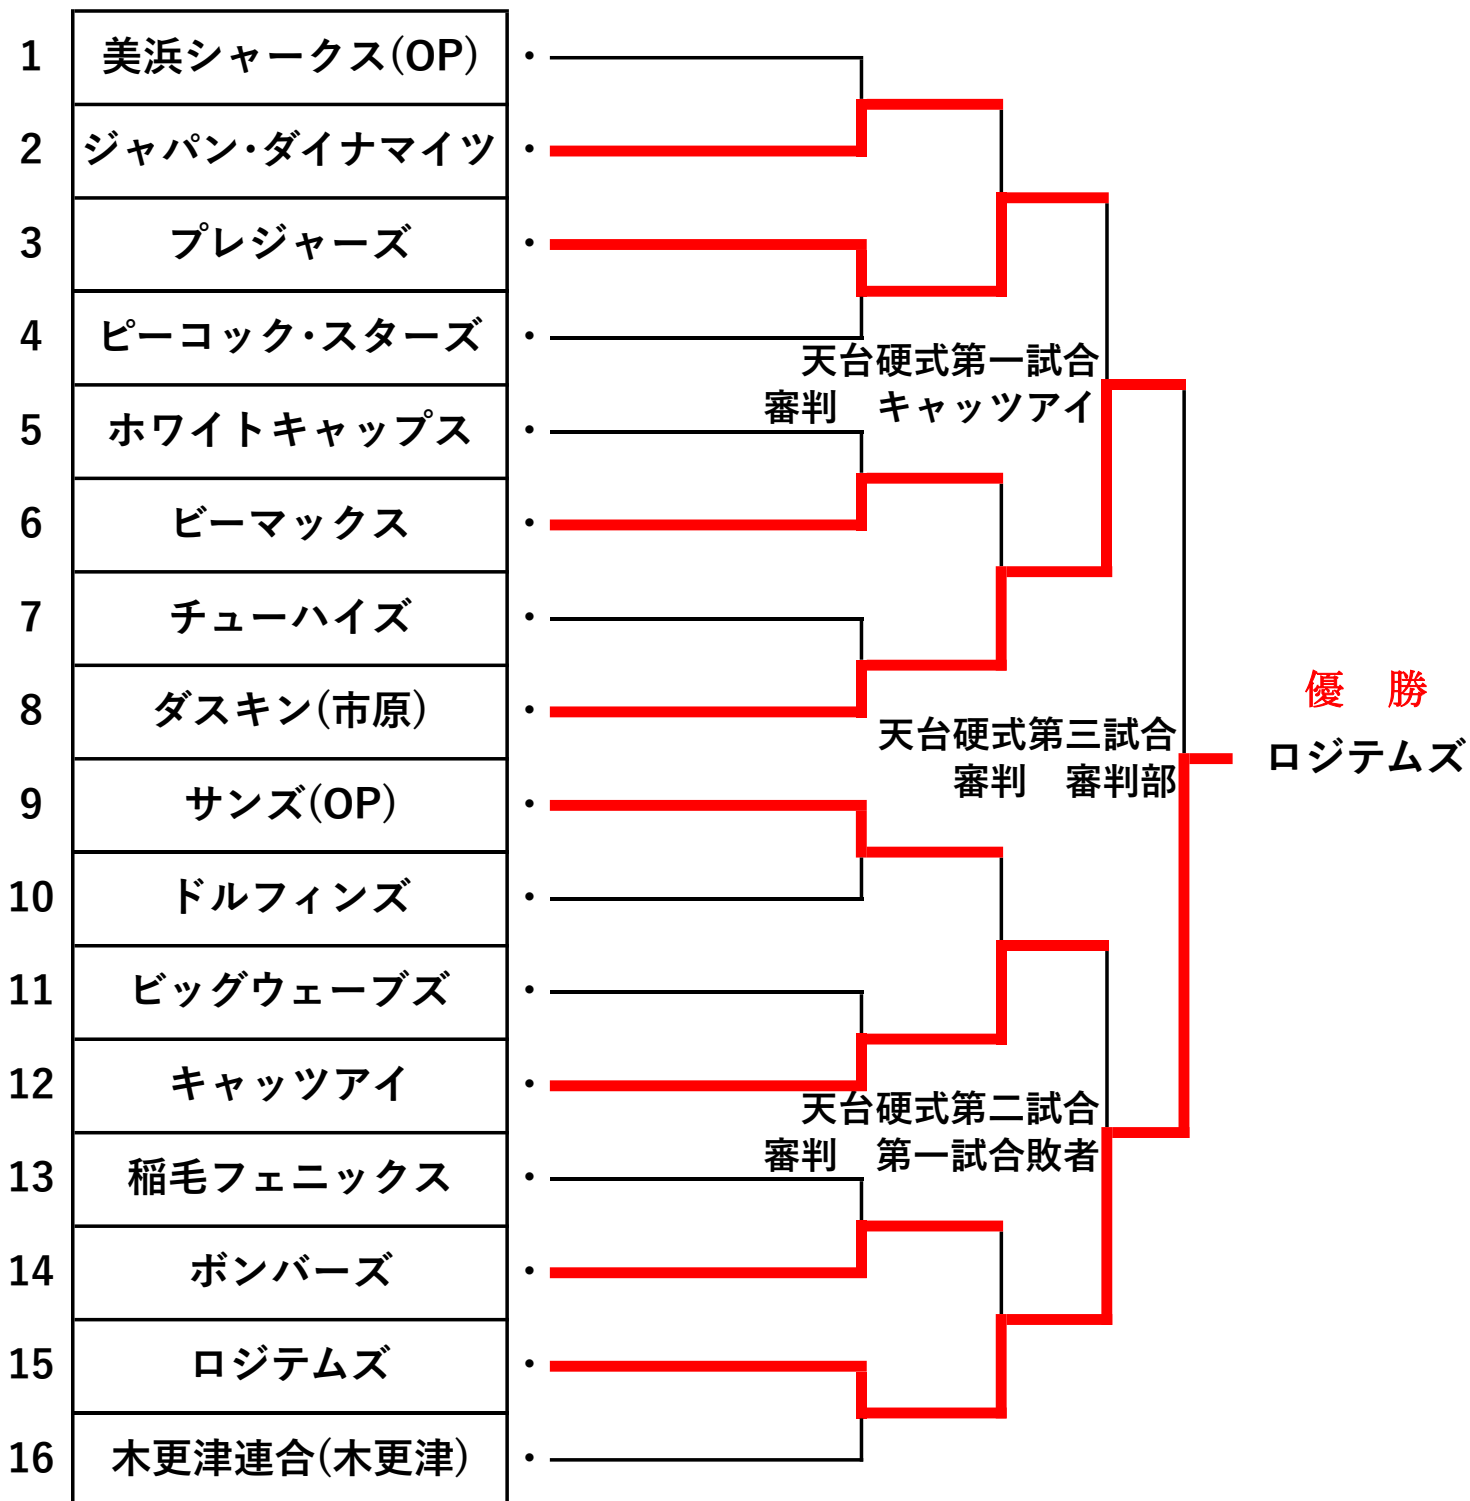 1 美浜シャークス(OP)
2 ジャパン・ダイナマイツ
3 プレジャーズ
4 ピーコック・スターズ
天台硬式第一試合
審判　キャッツアイ
5 ホワイトキャップス
6 ビーマックス
7 チューハイズ
8 ダスキン(市原)
天台硬式第三試合
審判　審判部
優　勝
ロジテムズ
9 サンズ(OP)
10 ドルフィンズ
11 ビッグウェーブズ
12 キャッツアイ
天台硬式第二試合
審判　第一試合敗者
13 稲毛フェニックス
14 ボンバーズ
15 ロジテムズ
16 木更津連合(木更津)